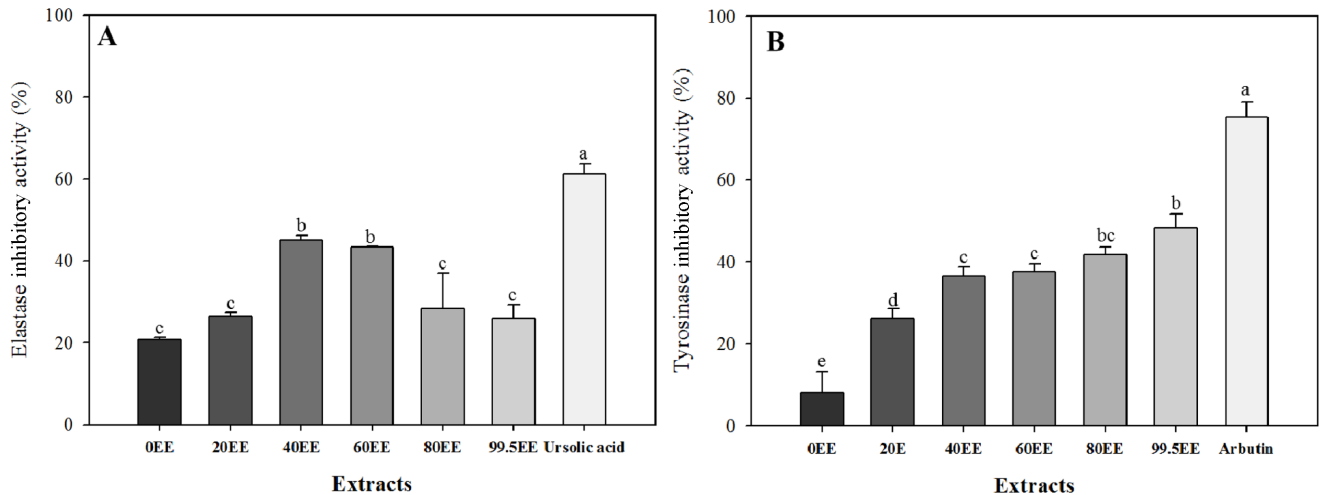 A
Elastase inhibitory activity (%)
100
80
60
40
20
0
c
c
b
b
c
c
a
0EE 20EE 40EE 60EE 80EE 99.5EE Ursolic acid
Extracts
B
Tyrosinase inhibitory activity (%)
100
80
60
40
20
0
e
d
c
c
bc
b
a
0EE 20E 40EE 60EE 80EE 99.5EE Arbutin
Extracts